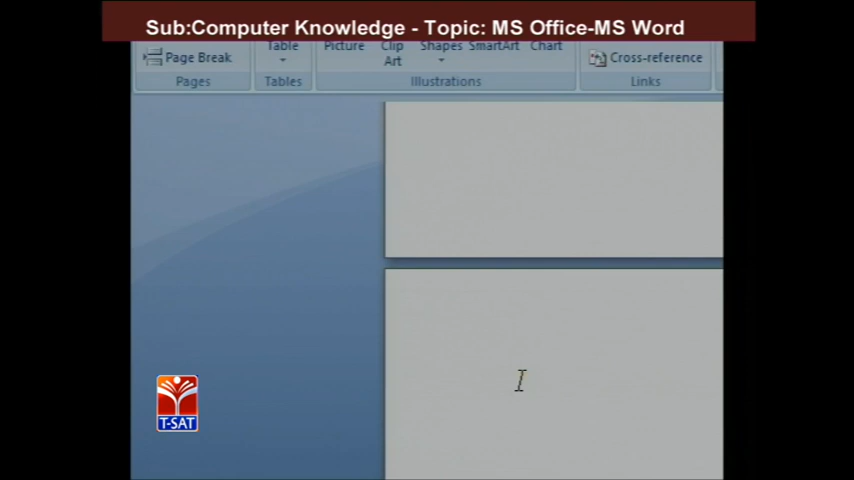 Sub:Computer Knowledge - Topic: MS Office-MS Word
Page Break
Table
Picture
Clip Art
Shapes
SmartArt
Chart
Cross-reference
Pages
Tables
Illustrations
Links
T-SAT